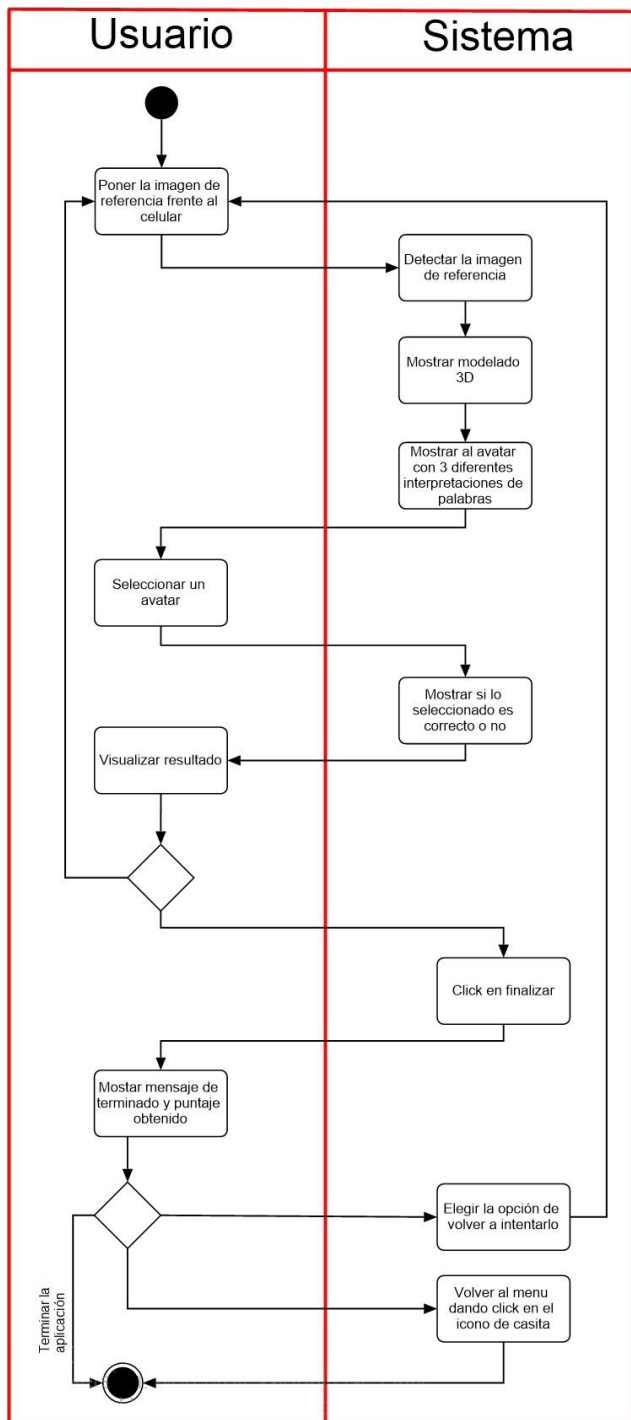 Usuario
Sistema
Poner la imagen de
referencia frente al
celular
Detectar la imagen
de referencia
Mostrar modelado
3D
Mostrar al avatar
con 3 diferentes
interpretaciones de
palabras
Seleccionar un
avatar
Mostrar si lo
seleccionado es
correcto o no
Visualizar resultado
Click en finalizar
Mostar mensaje de
terminado y puntaje
obtenido
Elegir la opción de
volver a intentarlo
Volver al menu
dando click en el
icono de casita
Terminar la
aplicación